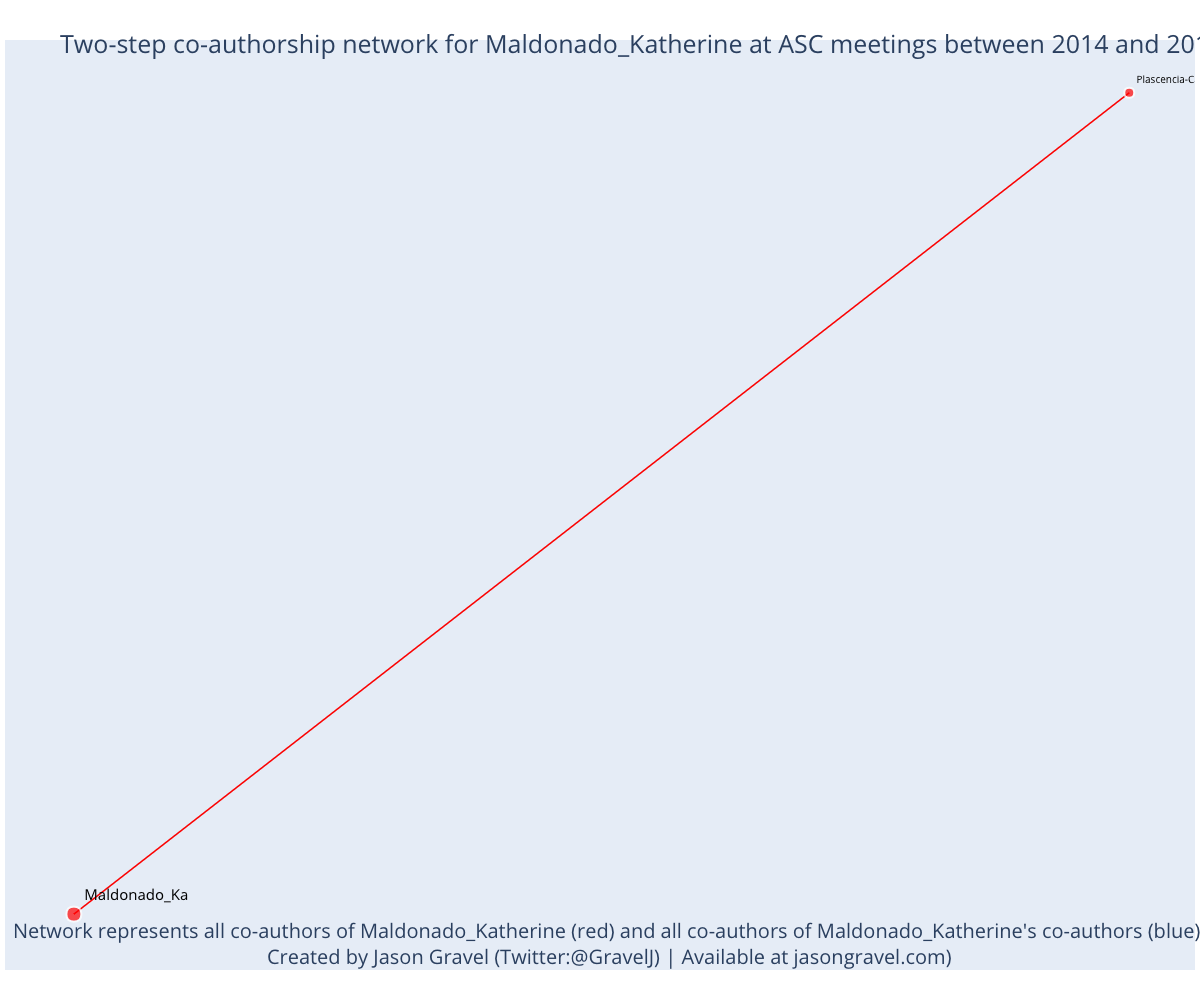 Two-step co-authorship network for Maldonado_Katherine at ASC meetings between 2014 and 201
Plascencia-C
Maldonado_Ka
Network represents all co-authors of Maldonado_Katherine (red) and all co-authors of Maldonado_Katherine's co-authors (blue)
Created by Jason Gravel (Twitter:@GravelJ) | Available at jasongravel.com)